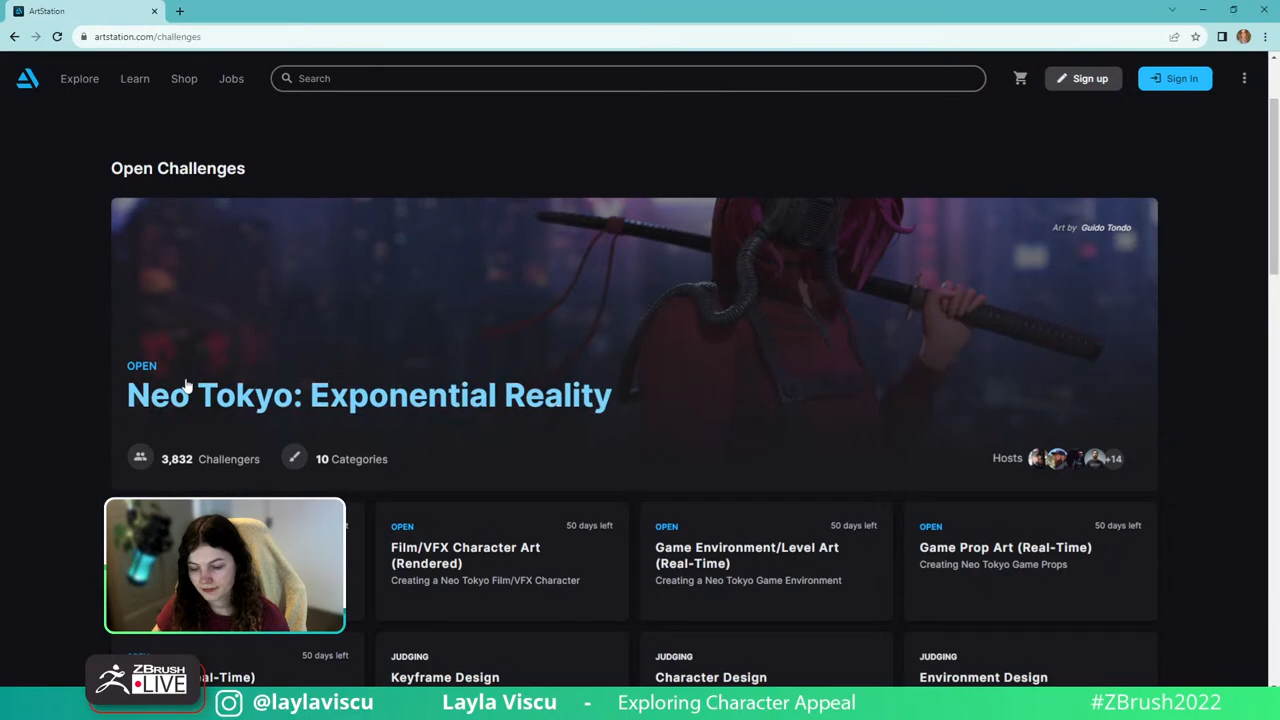 ArtStation
artstation.com/challenges
Explore Learn Shop Jobs Search Sign up Sign In
Open Challenges
Art by Guido Tondo
OPEN
Neo Tokyo: Exponential Reality
3,832 Challengers 10 Categories Hosts +14
OPEN 50 days left
Film/VFX Character Art
(Rendered)
Creating a Neo Tokyo Film/VFX Character
OPEN 50 days left
Game Environment/Level Art
(Real-Time)
Creating a Neo Tokyo Game Environment
OPEN 50 days left
Game Prop Art (Real-Time)
Creating Neo Tokyo Game Props
50 days left
JUDGING
Keyframe Design
JUDGING
Character Design
JUDGING
Environment Design
ZBRUSH
LIVE
@laylaviscu Layla Viscu - Exploring Character Appeal #ZBrush2022